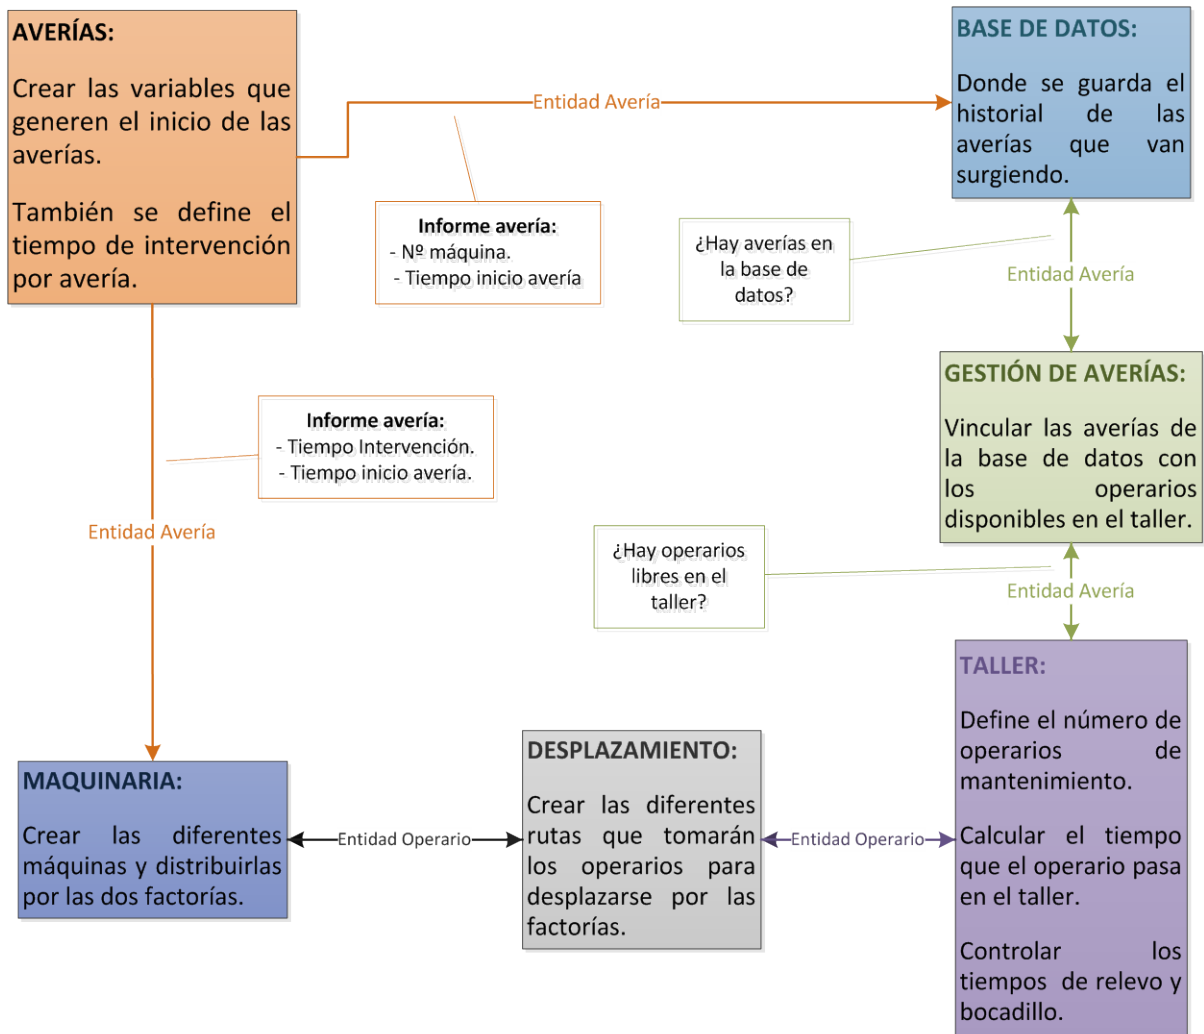 AVERÍAS:
Crear las variables que
generen el inicio de las
averías.
También se define el
tiempo de intervención
por avería.
Entidad Avería
BASE DE DATOS:
Donde se guarda el
historial de las
averías que van
surgiendo.
Informe avería:
- Nº máquina.
- Tiempo inicio avería
¿Hay averías en
la base de
datos?
Entidad Avería
GESTIÓN DE AVERÍAS:
Vincular las averías de
la base de datos con
los operarios
disponibles en el taller.
Informe avería:
- Tiempo Intervención.
- Tiempo inicio avería.
Entidad Avería
¿Hay operarios
libres en el
taller?
Entidad Avería
TALLER:
Define el número de
operarios de
mantenimiento.
Calcular el tiempo
que el operario pasa
en el taller.
Controlar los
tiempos de relevo y
bocadillo.
MAQUINARIA:
Crear las diferentes
máquinas y distribuirlas
por las dos factorías.
Entidad Operario
DESPLAZAMIENTO:
Crear las diferentes
rutas que tomarán
los operarios para
desplazarse por las
factorías.
Entidad Operario